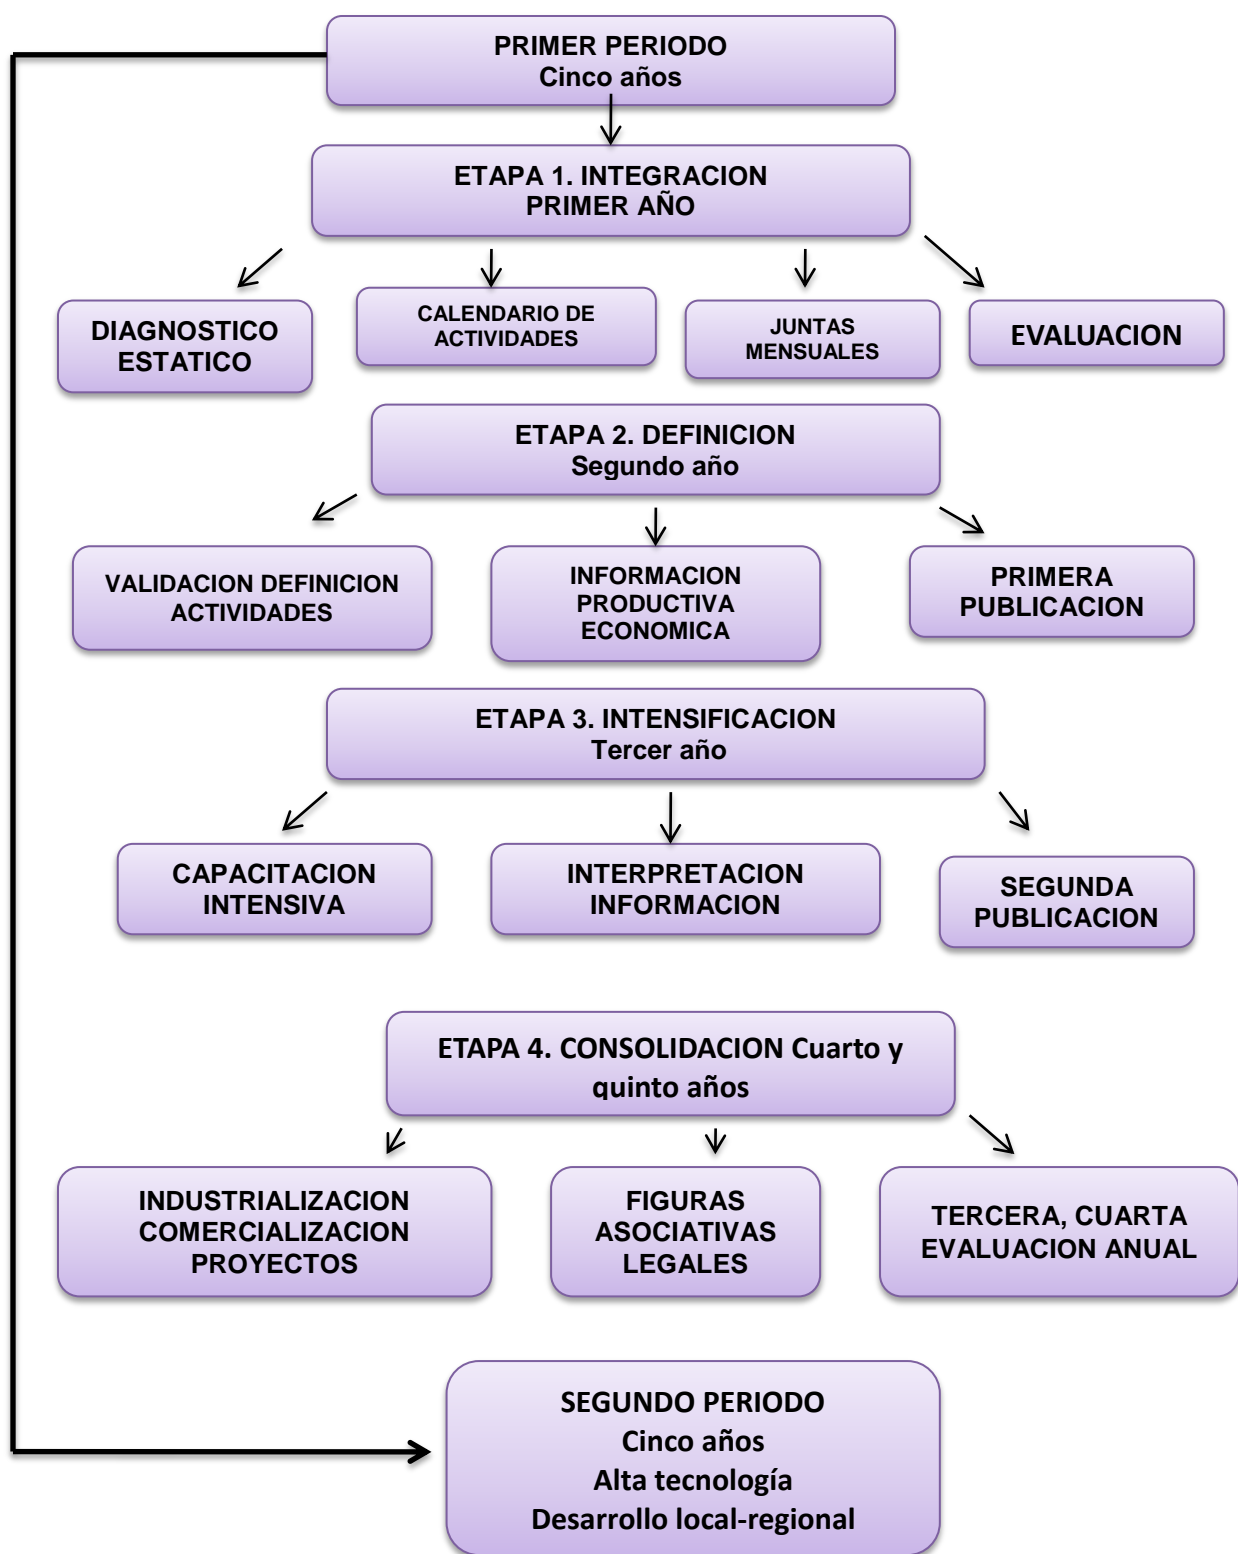 PRIMER PERIODO
Cinco años
ETAPA 1. INTEGRACION
PRIMER AÑO
DIAGNOSTICO
ESTATICO
CALENDARIO DE
ACTIVIDADES
JUNTAS
MENSUALES
EVALUACION
ETAPA 2. DEFINICION
Segundo año
VALIDACION DEFINICION
ACTIVIDADES
INFORMACION
PRODUCTIVA
ECONOMICA
PRIMERA
PUBLICACION
ETAPA 3. INTENSIFICACION
Tercer año
CAPACITACION
INTENSIVA
INTERPRETACION
INFORMACION
SEGUNDA
PUBLICACION
ETAPA 4. CONSOLIDACION Cuarto y
quinto años
INDUSTRIALIZACION
COMERCIALIZACION
PROYECTOS
FIGURAS
ASOCIATIVAS
LEGALES
TERCERA, CUARTA
EVALUACION ANUAL
SEGUNDO PERIODO
Cinco años
Alta tecnología
Desarrollo local-regional